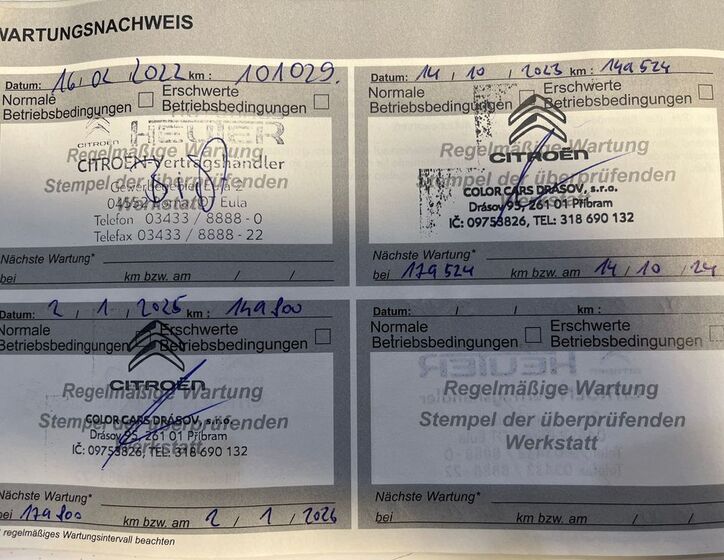 WARTUNGSNACHWEIS
Datum: 16/02/2022 km: 101029.
Normale Betriebsbedingungen
Erschwerte Betriebsbedingungen
HEUIER
CITROËN Vertragshändler
Regelmäßige Wartung
Stempel der überprüfenden
Werkstatt
Telefon 03433 / 8888 - 0
Telefax 03433 / 8888 - 22
Nächste Wartung*
bei km bzw. am / /
Datum: 14/10/2023 km: 149524
Normale Betriebsbedingungen
Erschwerte Betriebsbedingungen
Regelmäßige Wartung
CITROËN
Stempel der überprüfenden
COLOR CARS DRÁSOV, s.r.o.
Drásov 95, 261 01 Příbram
IČ: 09753826, TEL: 318 690 132
Nächste Wartung*
bei 179524 km bzw. am 14/10/24
Datum: 2/1/2025 km: 149800
Normale Betriebsbedingungen
Erschwerte Betriebsbedingungen
CITROËN
Regelmäßige Wartung
Stempel der überprüfenden
COLOR CARS DRÁSOV, s.r.o.
Drásov 95, 261 01 Příbram
Werkstatt
IČ: 09753826, TEL: 318 690 132
Nächste Wartung*
bei 179800 km bzw. am 2/1/2026
Datum: / / km:
Normale Betriebsbedingungen
Erschwerte Betriebsbedingungen
Regelmäßige Wartung
Stempel der überprüfenden
Werkstatt
Nächste Wartung*
bei km bzw. am / /
* regelmäßiges Wartungsintervall beachten